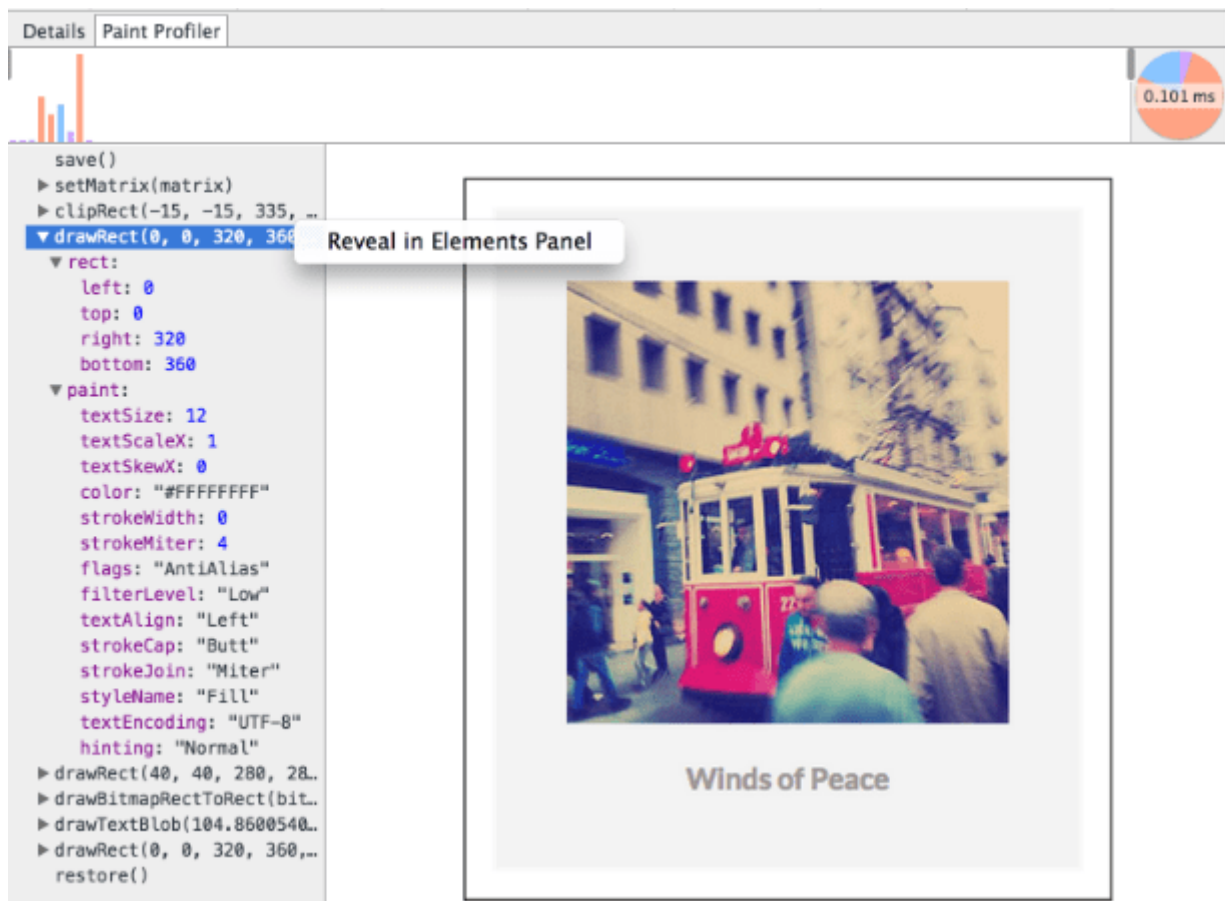 Details Paint Profiler
0.101 ms
save()
setMatrix(matrix)
clipRect(-15, -15, 335, …
drawRect(0, 0, 320, 360
Reveal in Elements Panel
rect:
left: 0
top: 0
right: 320
bottom: 360
paint:
textSize: 12
textScaleX: 1
textSkewX: 0
color: "#FFFFFFFF"
strokeWidth: 0
strokeMiter: 4
flags: "AntiAlias"
filterLevel: "Low"
textAlign: "Left"
strokeCap: "Butt"
strokeJoin: "Miter"
styleName: "Fill"
textEncoding: "UTF-8"
hinting: "Normal"
drawRect(40, 40, 280, 28…
drawBitmapRectToRect(bit…
drawTextBlob(104.8600540…
drawRect(0, 0, 320, 360,…
restore()
Winds of Peace